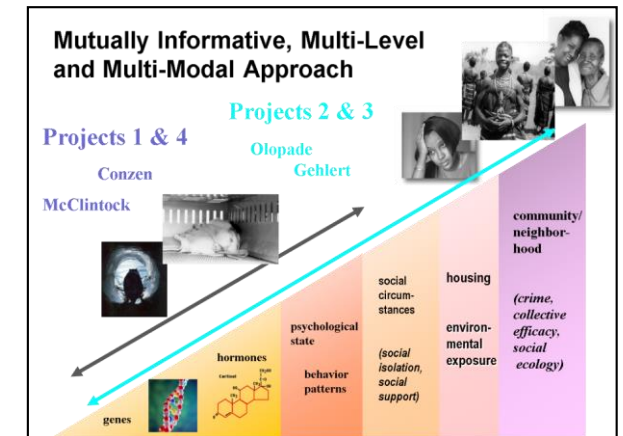 Mutually Informative, Multi-Level
and Multi-Modal Approach
Projects 2 & 3
Projects 1 & 4
Olopade
Gehlert
Conzen
McClintock
community/
neighbor-
hood
(crime,
collective
efficacy,
social
ecology)
housing
environ-
mental
exposure
social
circum-
stances
(social
isolation,
social
support)
psychological
state
behavior
patterns
hormones
genes